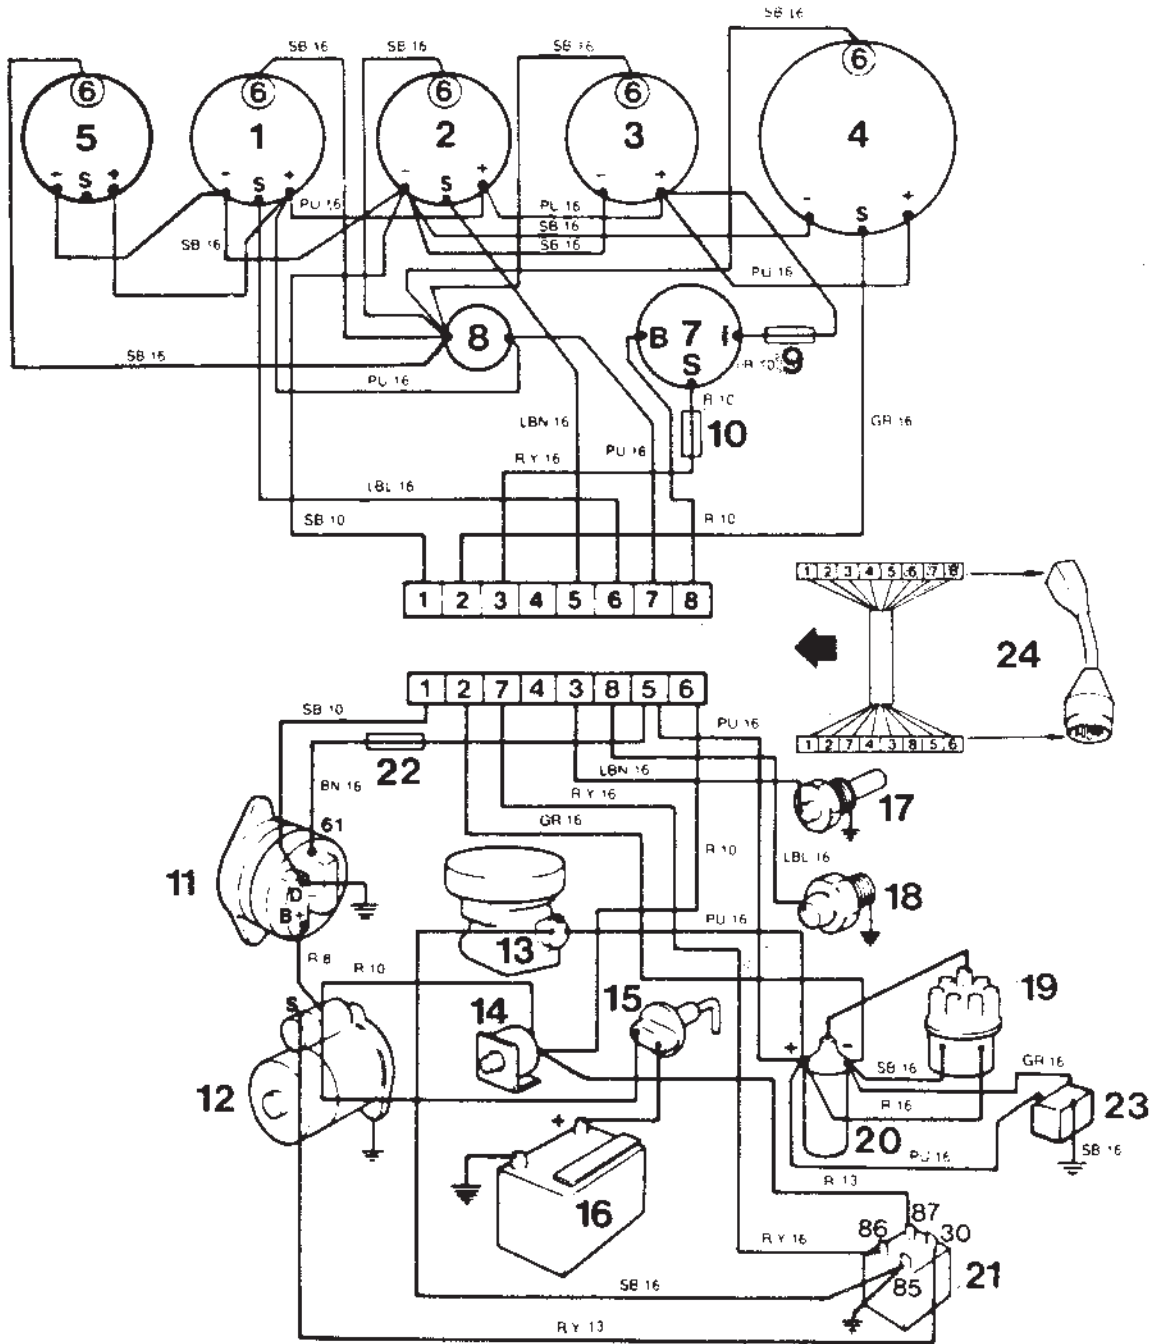 SB 16
SB 16 SB 16 SB 16
6 6 6 6 6
5 1 2 3 4
- S + - S + - S + - + - S +
PU 16 PU 16
SB 16 SB 16
SB 16
PU 16
8 B 7 I
S 9
SB 16
PU 16
R 10
10
LBN 16
PU 16
GR 16
R Y 16
LBL 16
SB 10
R 10
1 2 3 4 5 6 7 8
1 2 3 4 5 6 7 8
24
1 2 7 4 3 8 5 6
1 2 7 4 3 8 5 6
SB 10
PU 16
22
BN 16
LBN 16
R Y 16
GR 16
17
61
R 10
LBL 16
11
D -
B +
18
PU 16
13
R 8
R 10
S
14 15
19
+ -
SB 16
GR 16
12
R 16
23
20
PU 16
SB 16
+
R 13
16
87
86 30
R Y 16
21
85
SB 16
R Y 13